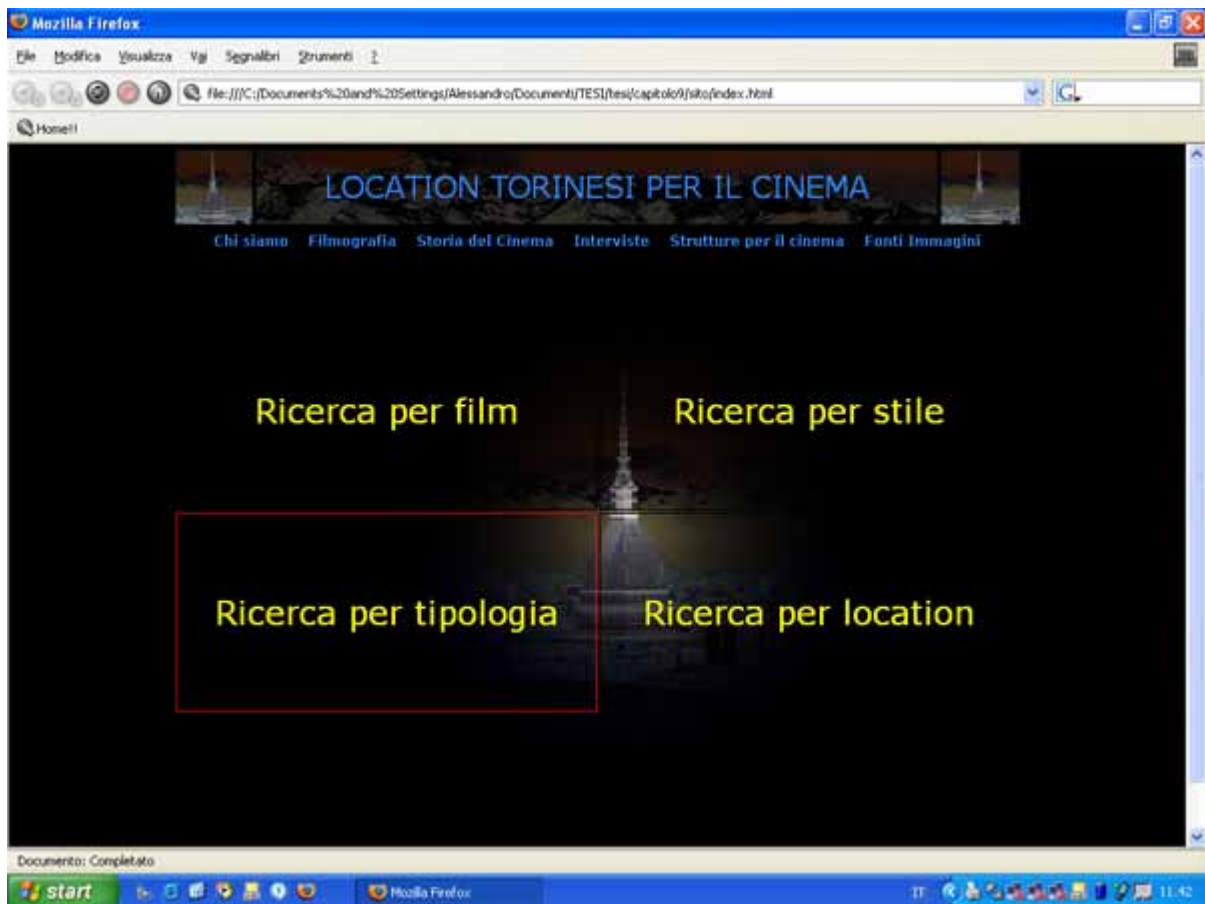 Mozilla Firefox
File Modifica Visualizza Vai Segnalibri Strumenti ?
file:///C:/Documents%20and%20Settings/Alessandro/Documenti/TESI/tesi/capitolo9/sito/index.html
G
Home!!
LOCATION TORINESI PER IL CINEMA
Chi siamo Filmografia Storia del Cinema Interviste Strutture per il cinema Fonti Immagini
Ricerca per film Ricerca per stile
Ricerca per tipologia Ricerca per location
Documento: Completato
start Mozilla Firefox IT 11.42